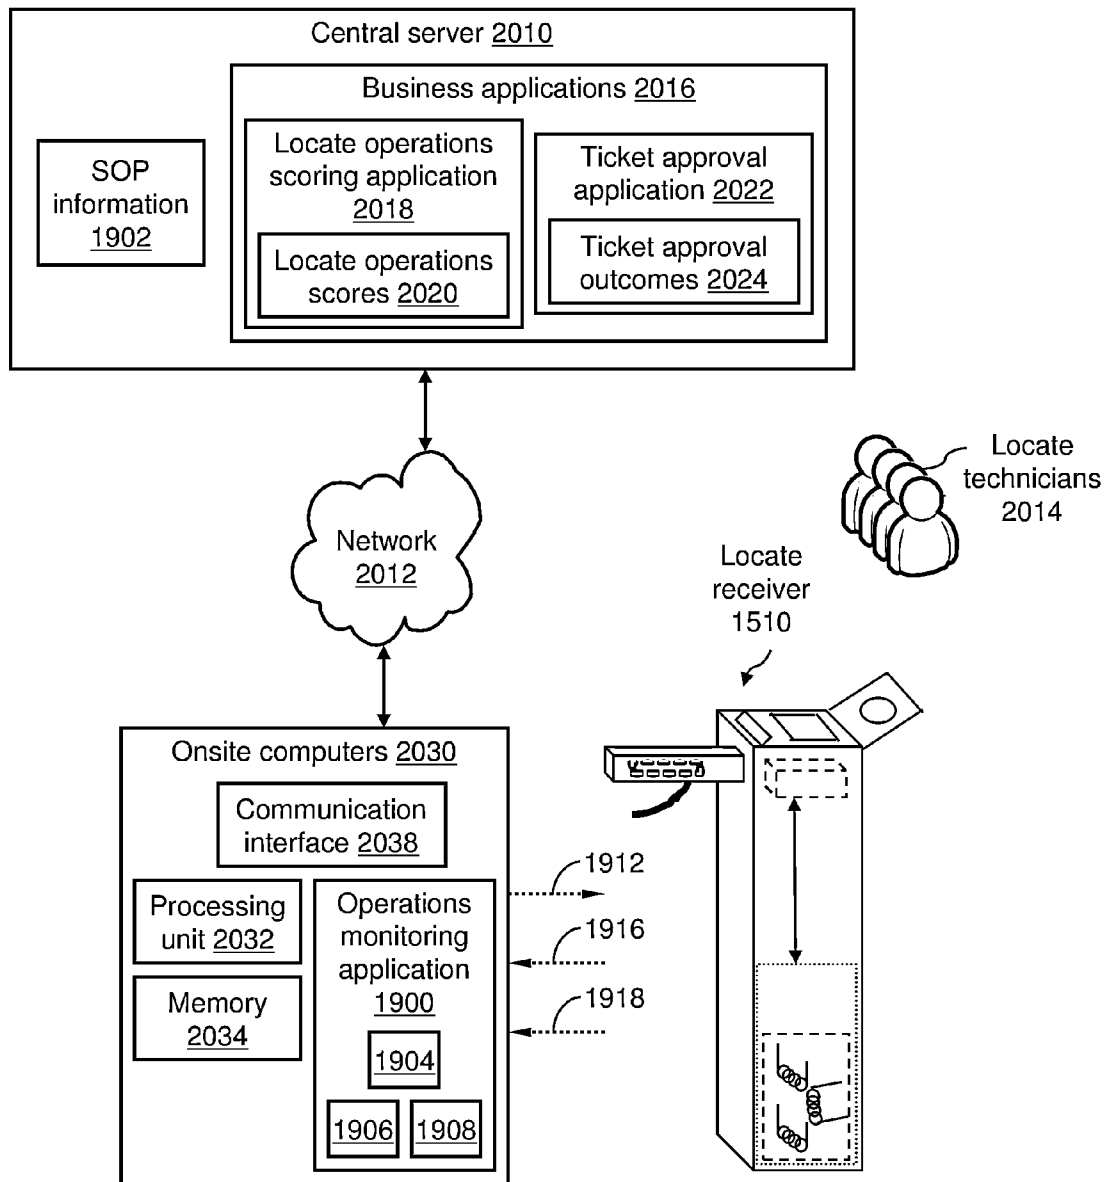 Central server 2010
Business applications 2016
SOP
information
1902
Locate operations
scoring application
2018
Locate operations
scores 2020
Ticket approval
application 2022
Ticket approval
outcomes 2024
Locate
technicians
2014
Network
2012
Locate
receiver
1510
Onsite computers 2030
Communication
interface 2038
Processing
unit 2032
Memory
2034
Operations
monitoring
application
1900
1904
1906
1908
1912
1916
1918